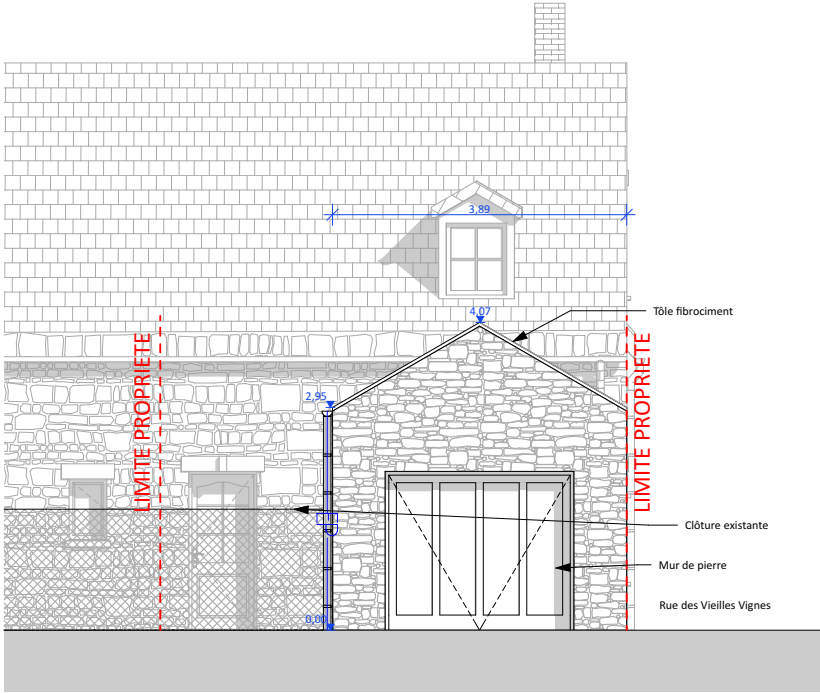 3,89
4,07
Tôle fibrociment
LIMITE PROPRIETE
LIMITE PROPRIETE
2,95
Clôture existante
Mur de pierre
Rue des Vieilles Vignes
0,00